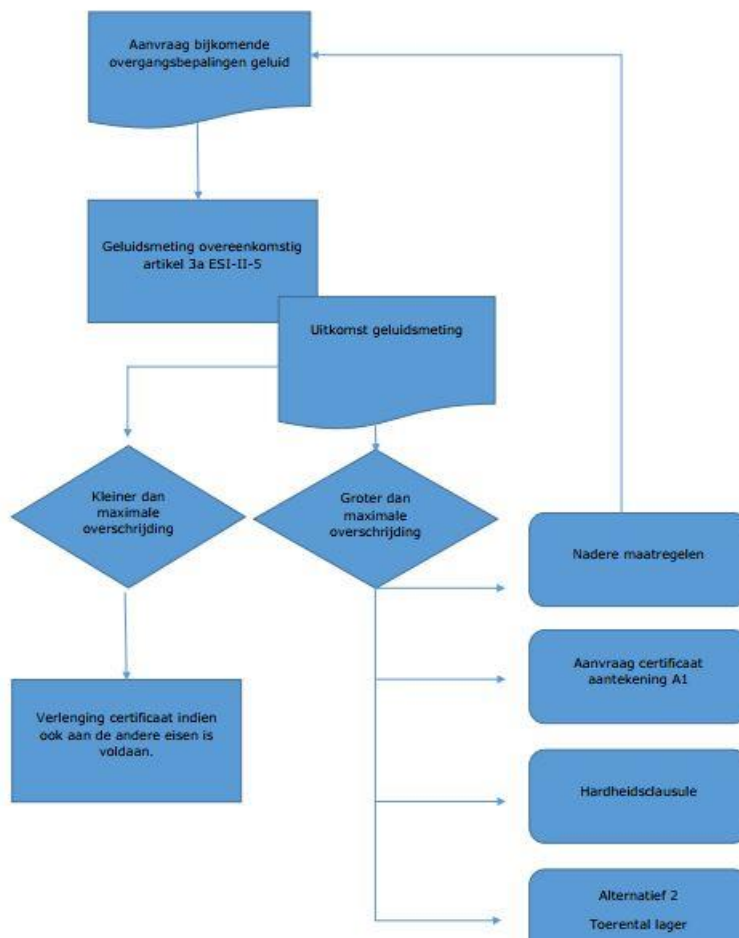 Aanvraag bijkomende
overgangsbepalingen geluid
Geluidsmeting overeenkomstig
artikel 3a ESI-II-5
Uitkomst geluidsmeting
Kleiner dan
maximale
overschrijding
Groter dan
maximale
overschrijding
Nadere maatregelen
Aanvraag certificaat
aantekening A1
Verlenging certificaat indien
ook aan de andere eisen is
voldaan.
Hardheidsclausule
Alternatief 2
Toerental lager